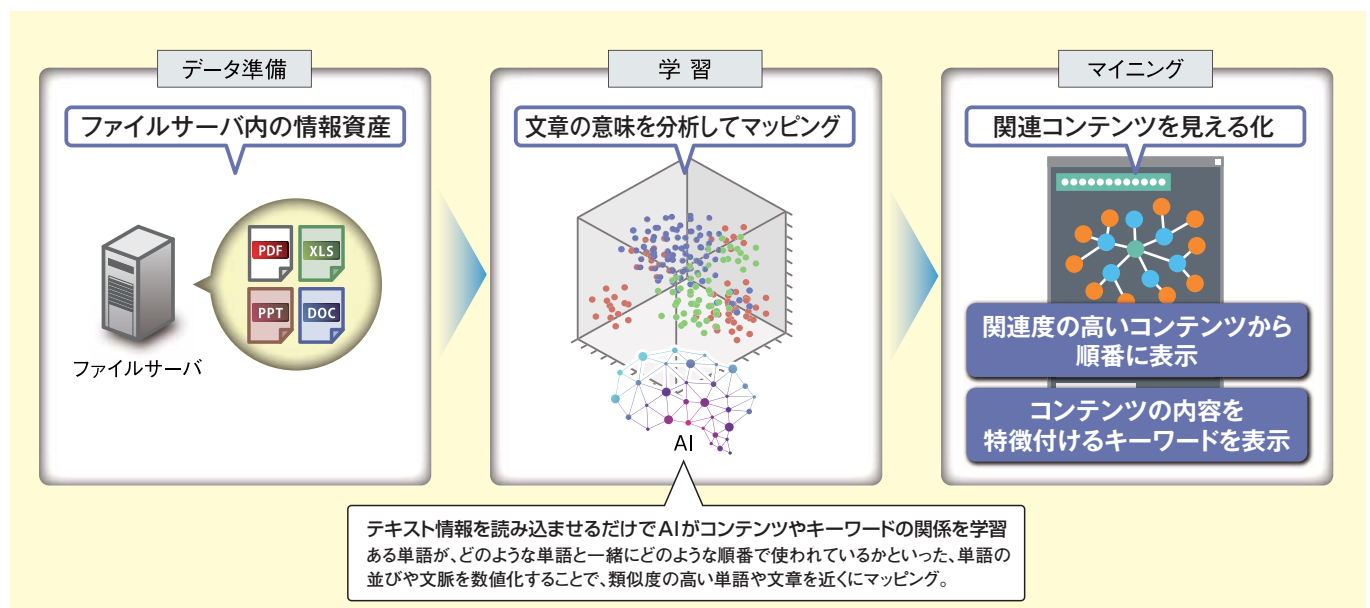 データ準備
ファイルサーバ内の情報資産
PDF
XLS
PPT
DOC
ファイルサーバ
学習
文章の意味を分析してマッピング
AI
マイニング
関連コンテンツを見える化
関連度の高いコンテンツから
順番に表示
コンテンツの内容を
特徴付けるキーワードを表示
テキスト情報を読み込ませるだけでAIがコンテンツやキーワードの関係を学習
ある単語が、どのような単語と一緒にどのような順番で使われているかといった、単語の
並びや文脈を数値化することで、類似度の高い単語や文章を近くにマッピング。